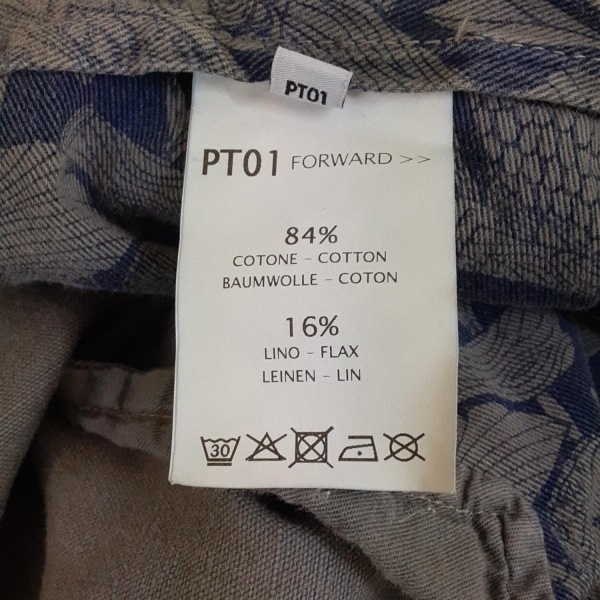 PT01
PT01 FORWARD >>
84%
COTONE – COTTON
BAUMWOLLE – COTON
16%
LINO – FLAX
LEINEN – LIN
30